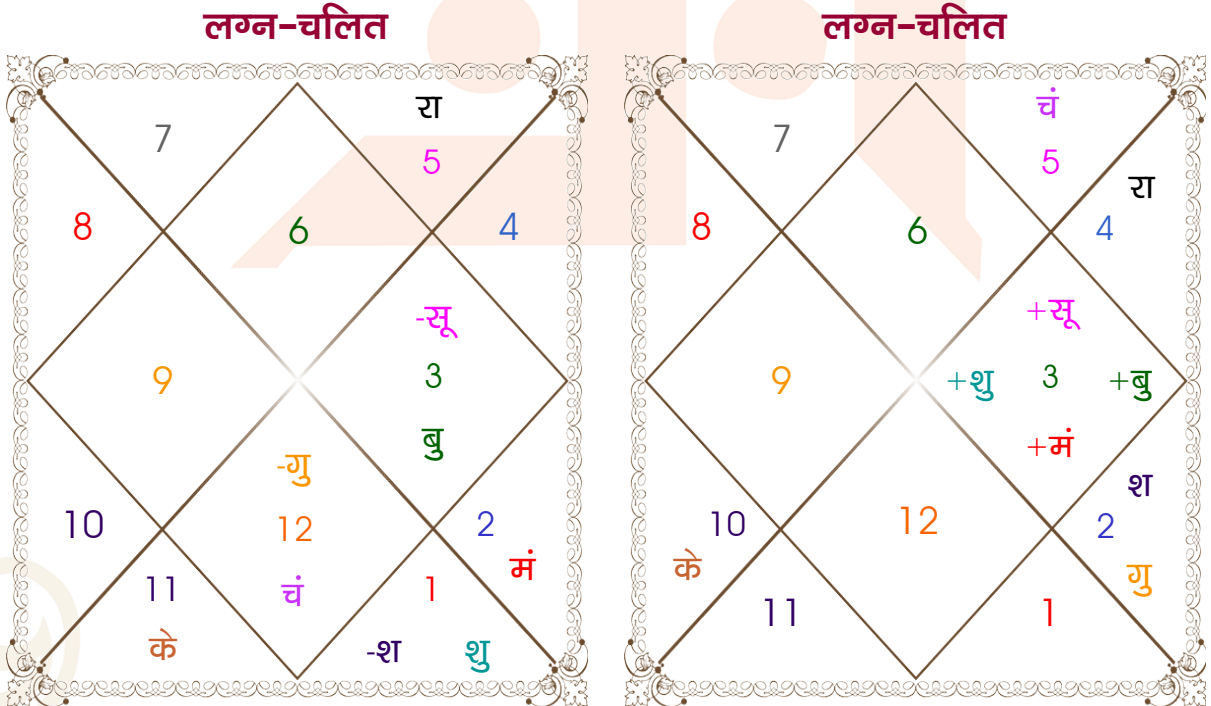 लग्न-चलित
रा
7
5
8
6
4
-सू
9
3
बु
-गु
10
12
2
मं
11
चं
1
के
-श
शु
लग्न-चलित
चं
7
5
रा
8
6
4
+सू
9
+शु
3
+बु
+मं
श
10
12
2
के
गु
11
1